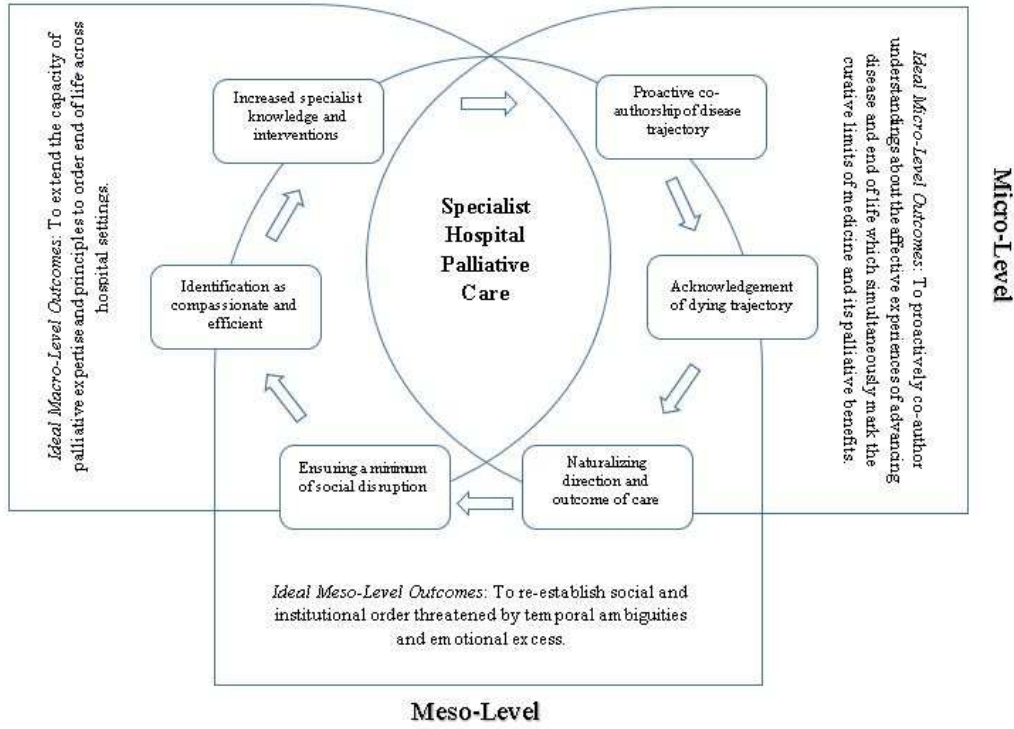 Ideal Macro-Level Outcomes: To extend the capacity of
palliative expertise and principles to order end of life across
hospital settings.
Increased specialist
knowledge and
interventions
Proactive co-
authorship of disease
trajectory
Specialist
Hospital
Palliative
Care
Identification as
compassionate and
efficient
Acknowledgement
of dying trajectory
Ensuring a minimum
of social disruption
Naturalizing
direction and
outcome of care
Ideal Micro-Level Outcomes: To proactively co-author
understandings about the affective experiences of advancing
disease and end of life which simultaneously mark the
curative limits of medicine and its palliative benefits.
Micro-Level
Ideal Meso-Level Outcomes: To re-establish social and
institutional order threatened by temporal ambiguities
and emotional excess.
Meso-Level